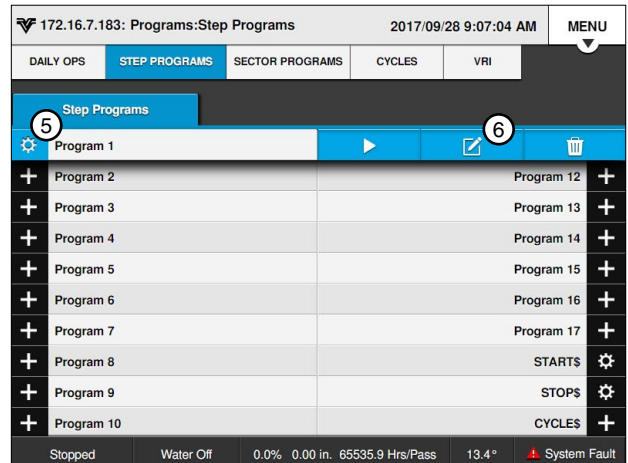 172.16.7.183: Programs:Step Programs 2017/09/28 9:07:04 AM MENU
DAILY OPS STEP PROGRAMS SECTOR PROGRAMS CYCLES VRI
Step Programs
5 6
Program 1
Program 2 Program 12
Program 3 Program 13
Program 4 Program 14
Program 5 Program 15
Program 6 Program 16
Program 7 Program 17
Program 8 START$
Program 9 STOP$
Program 10 CYCLE$
Stopped Water Off 0.0% 0.00 in. 65535.9 Hrs/Pass 13.4° System Fault